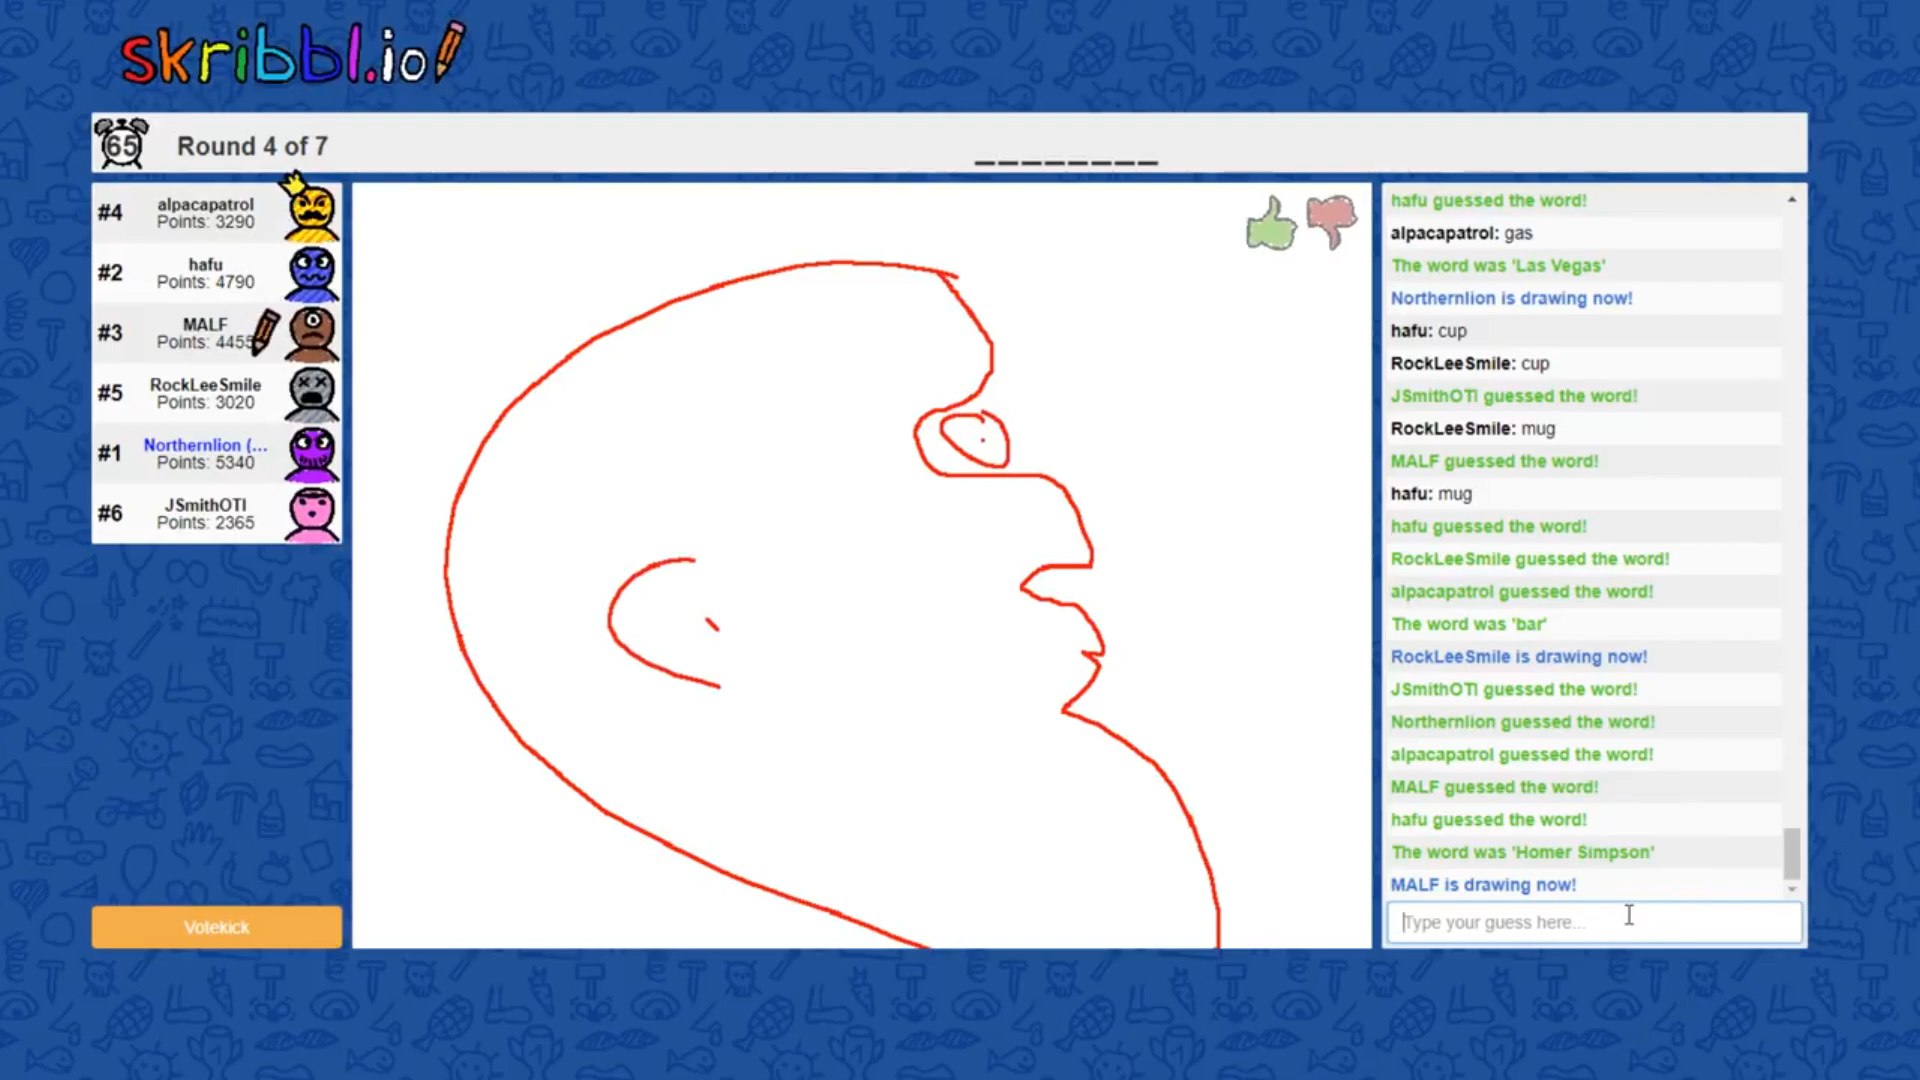 skribbl.io
65
Round 4 of 7
________
#4
alpacapatrol
Points: 3290
#2
hafu
Points: 4790
#3
MALF
Points: 4455
#5
RockLeeSmile
Points: 3020
#1
Northernlion (...
Points: 5340
#6
JSmithOTI
Points: 2365
Votekick
hafu guessed the word!
alpacapatrol: gas
The word was 'Las Vegas'
Northernlion is drawing now!
hafu: cup
RockLeeSmile: cup
JSmithOTI guessed the word!
RockLeeSmile: mug
MALF guessed the word!
hafu: mug
hafu guessed the word!
RockLeeSmile guessed the word!
alpacapatrol guessed the word!
The word was 'bar'
RockLeeSmile is drawing now!
JSmithOTI guessed the word!
Northernlion guessed the word!
alpacapatrol guessed the word!
MALF guessed the word!
hafu guessed the word!
The word was 'Homer Simpson'
MALF is drawing now!
Type your guess here...